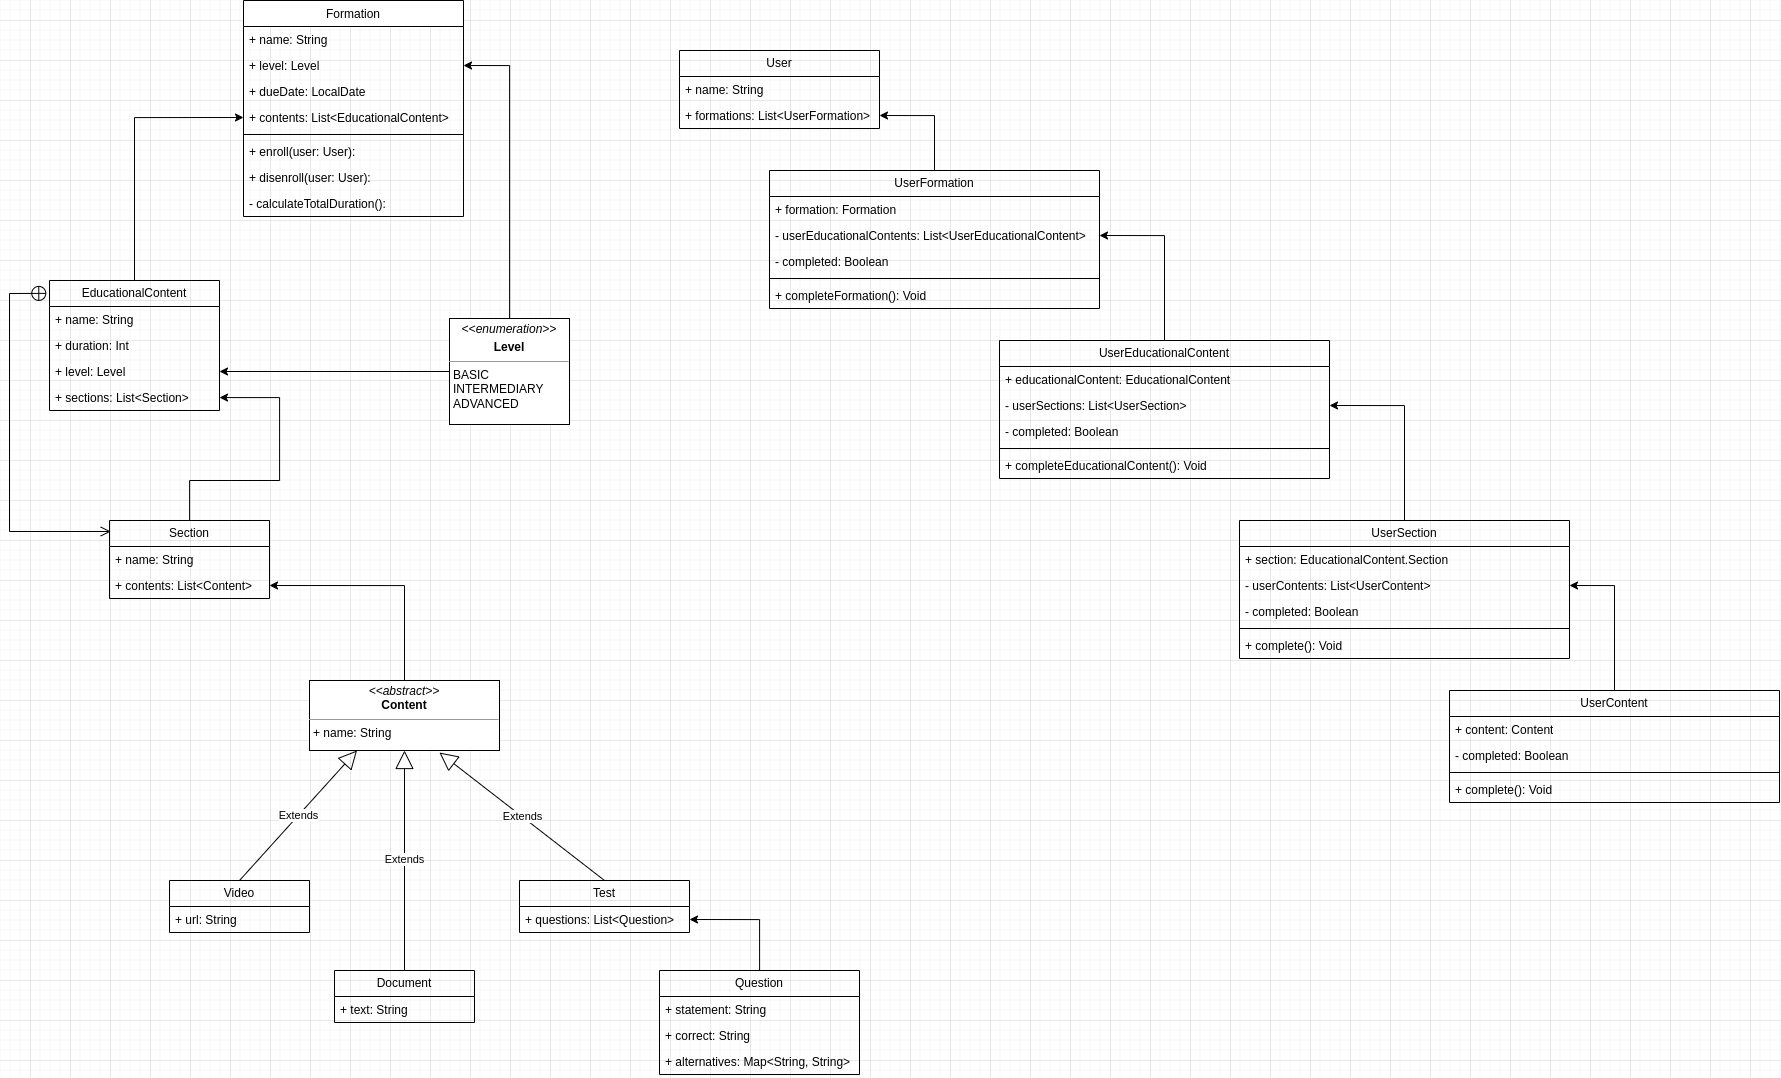 Formation
+ name: String
+ level: Level
+ dueDate: LocalDate
+ contents: List<EducationalContent>
+ enroll(user: User):
+ disenroll(user: User):
- calculateTotalDuration():
User
+ name: String
+ formations: List<UserFormation>
UserFormation
+ formation: Formation
- userEducationalContents: List<UserEducationalContent>
- completed: Boolean
+ completeFormation(): Void
EducationalContent
+ name: String
+ duration: Int
+ level: Level
+ sections: List<Section>
<<enumeration>>
Level
BASIC
INTERMEDIARY
ADVANCED
UserEducationalContent
+ educationalContent: EducationalContent
- userSections: List<UserSection>
- completed: Boolean
+ completeEducationalContent(): Void
Section
+ name: String
+ contents: List<Content>
UserSection
+ section: EducationalContent.Section
- userContents: List<UserContent>
- completed: Boolean
+ complete(): Void
<<abstract>>
Content
+ name: String
UserContent
+ content: Content
- completed: Boolean
+ complete(): Void
Extends
Extends
Extends
Video
+ url: String
Test
+ questions: List<Question>
Document
+ text: String
Question
+ statement: String
+ correct: String
+ alternatives: Map<String, String>